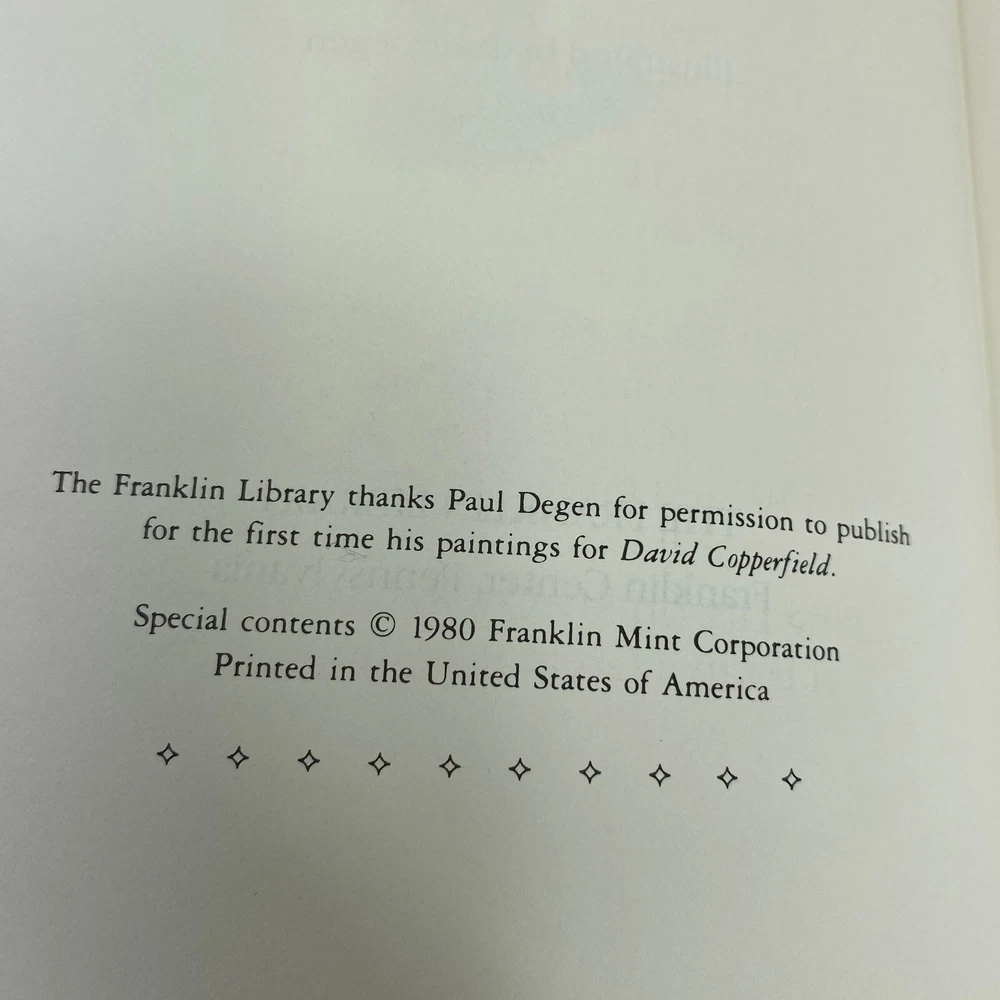 The Franklin Library thanks Paul Degen for permission to publish
for the first time his paintings for David Copperfield.
Special contents © 1980 Franklin Mint Corporation
Printed in the United States of America